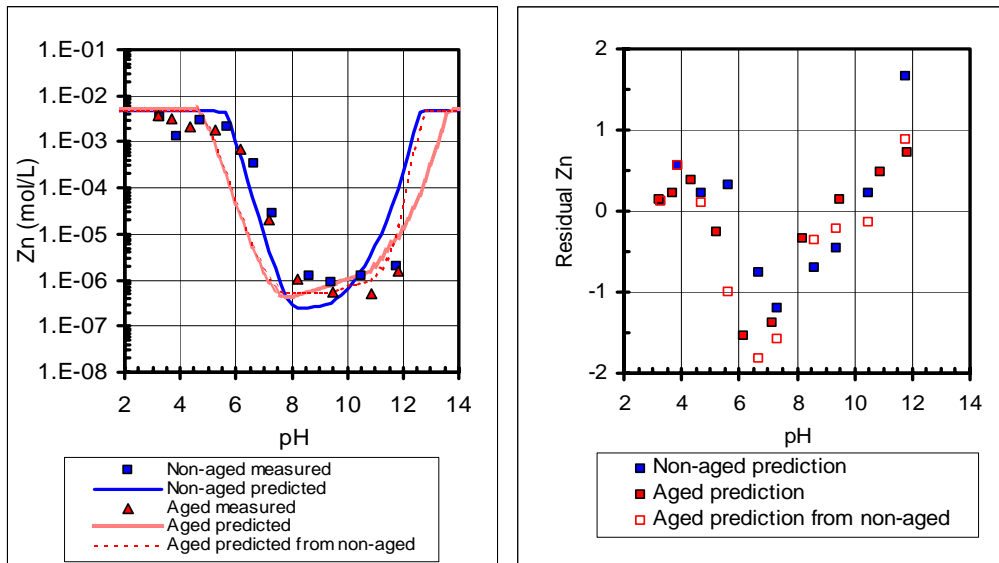 1.E-01
1.E-02
1.E-03
1.E-04
1.E-05
1.E-06
1.E-07
1.E-08
Zn (mol/L)
2 4 6 8 10 12 14
pH
Non-aged measured
Non-aged predicted
Aged measured
Aged predicted
Aged predicted from non-aged
2
1
0
-1
-2
Residual Zn
2 4 6 8 10 12 14
pH
Non-aged prediction
Aged prediction
Aged prediction from non-aged